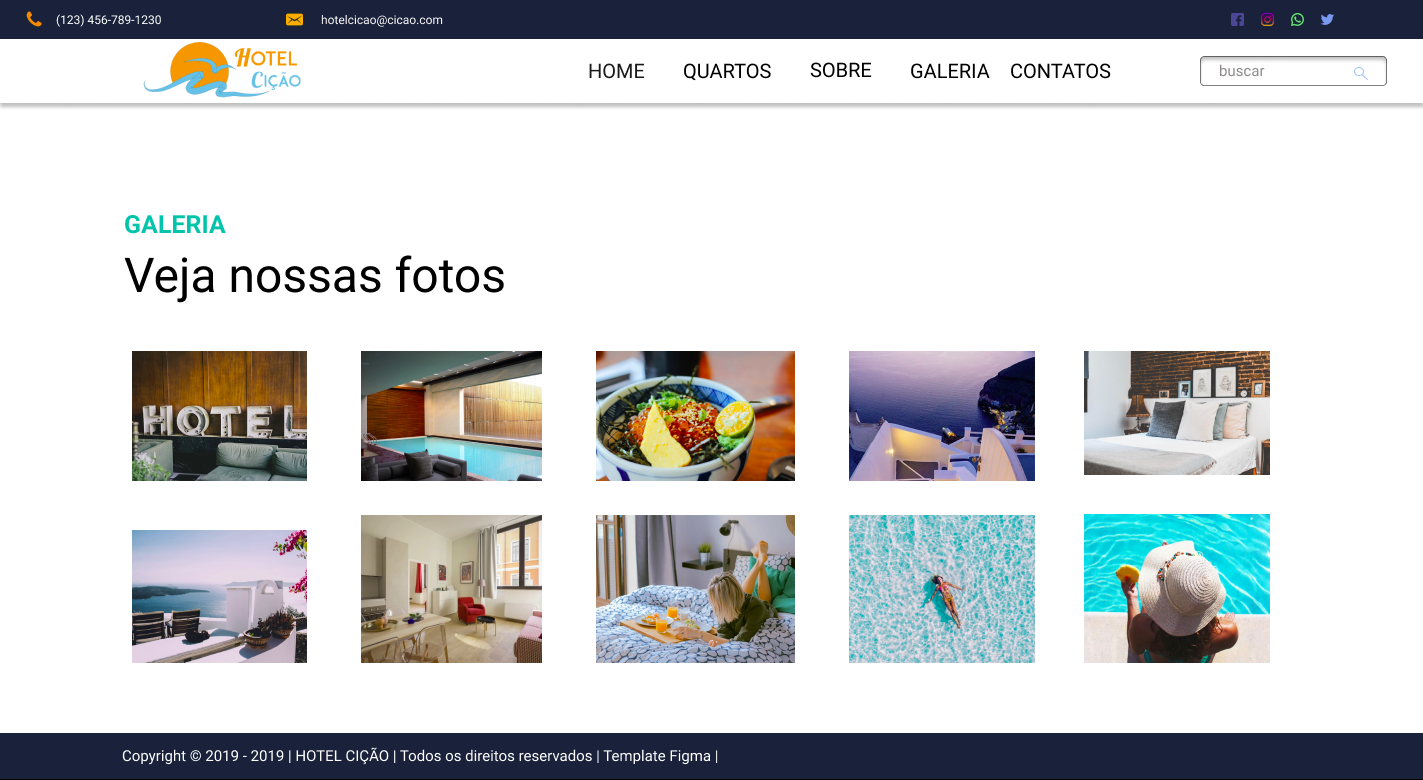 (123) 456-789-1230 hotelcicao@cicao.com
HOTEL
CIÇÃO
HOME QUARTOS SOBRE GALERIA CONTATOS buscar
GALERIA
Veja nossas fotos
HOTEL
Copyright © 2019 - 2019 | HOTEL CIÇÃO | Todos os direitos reservados | Template Figma |